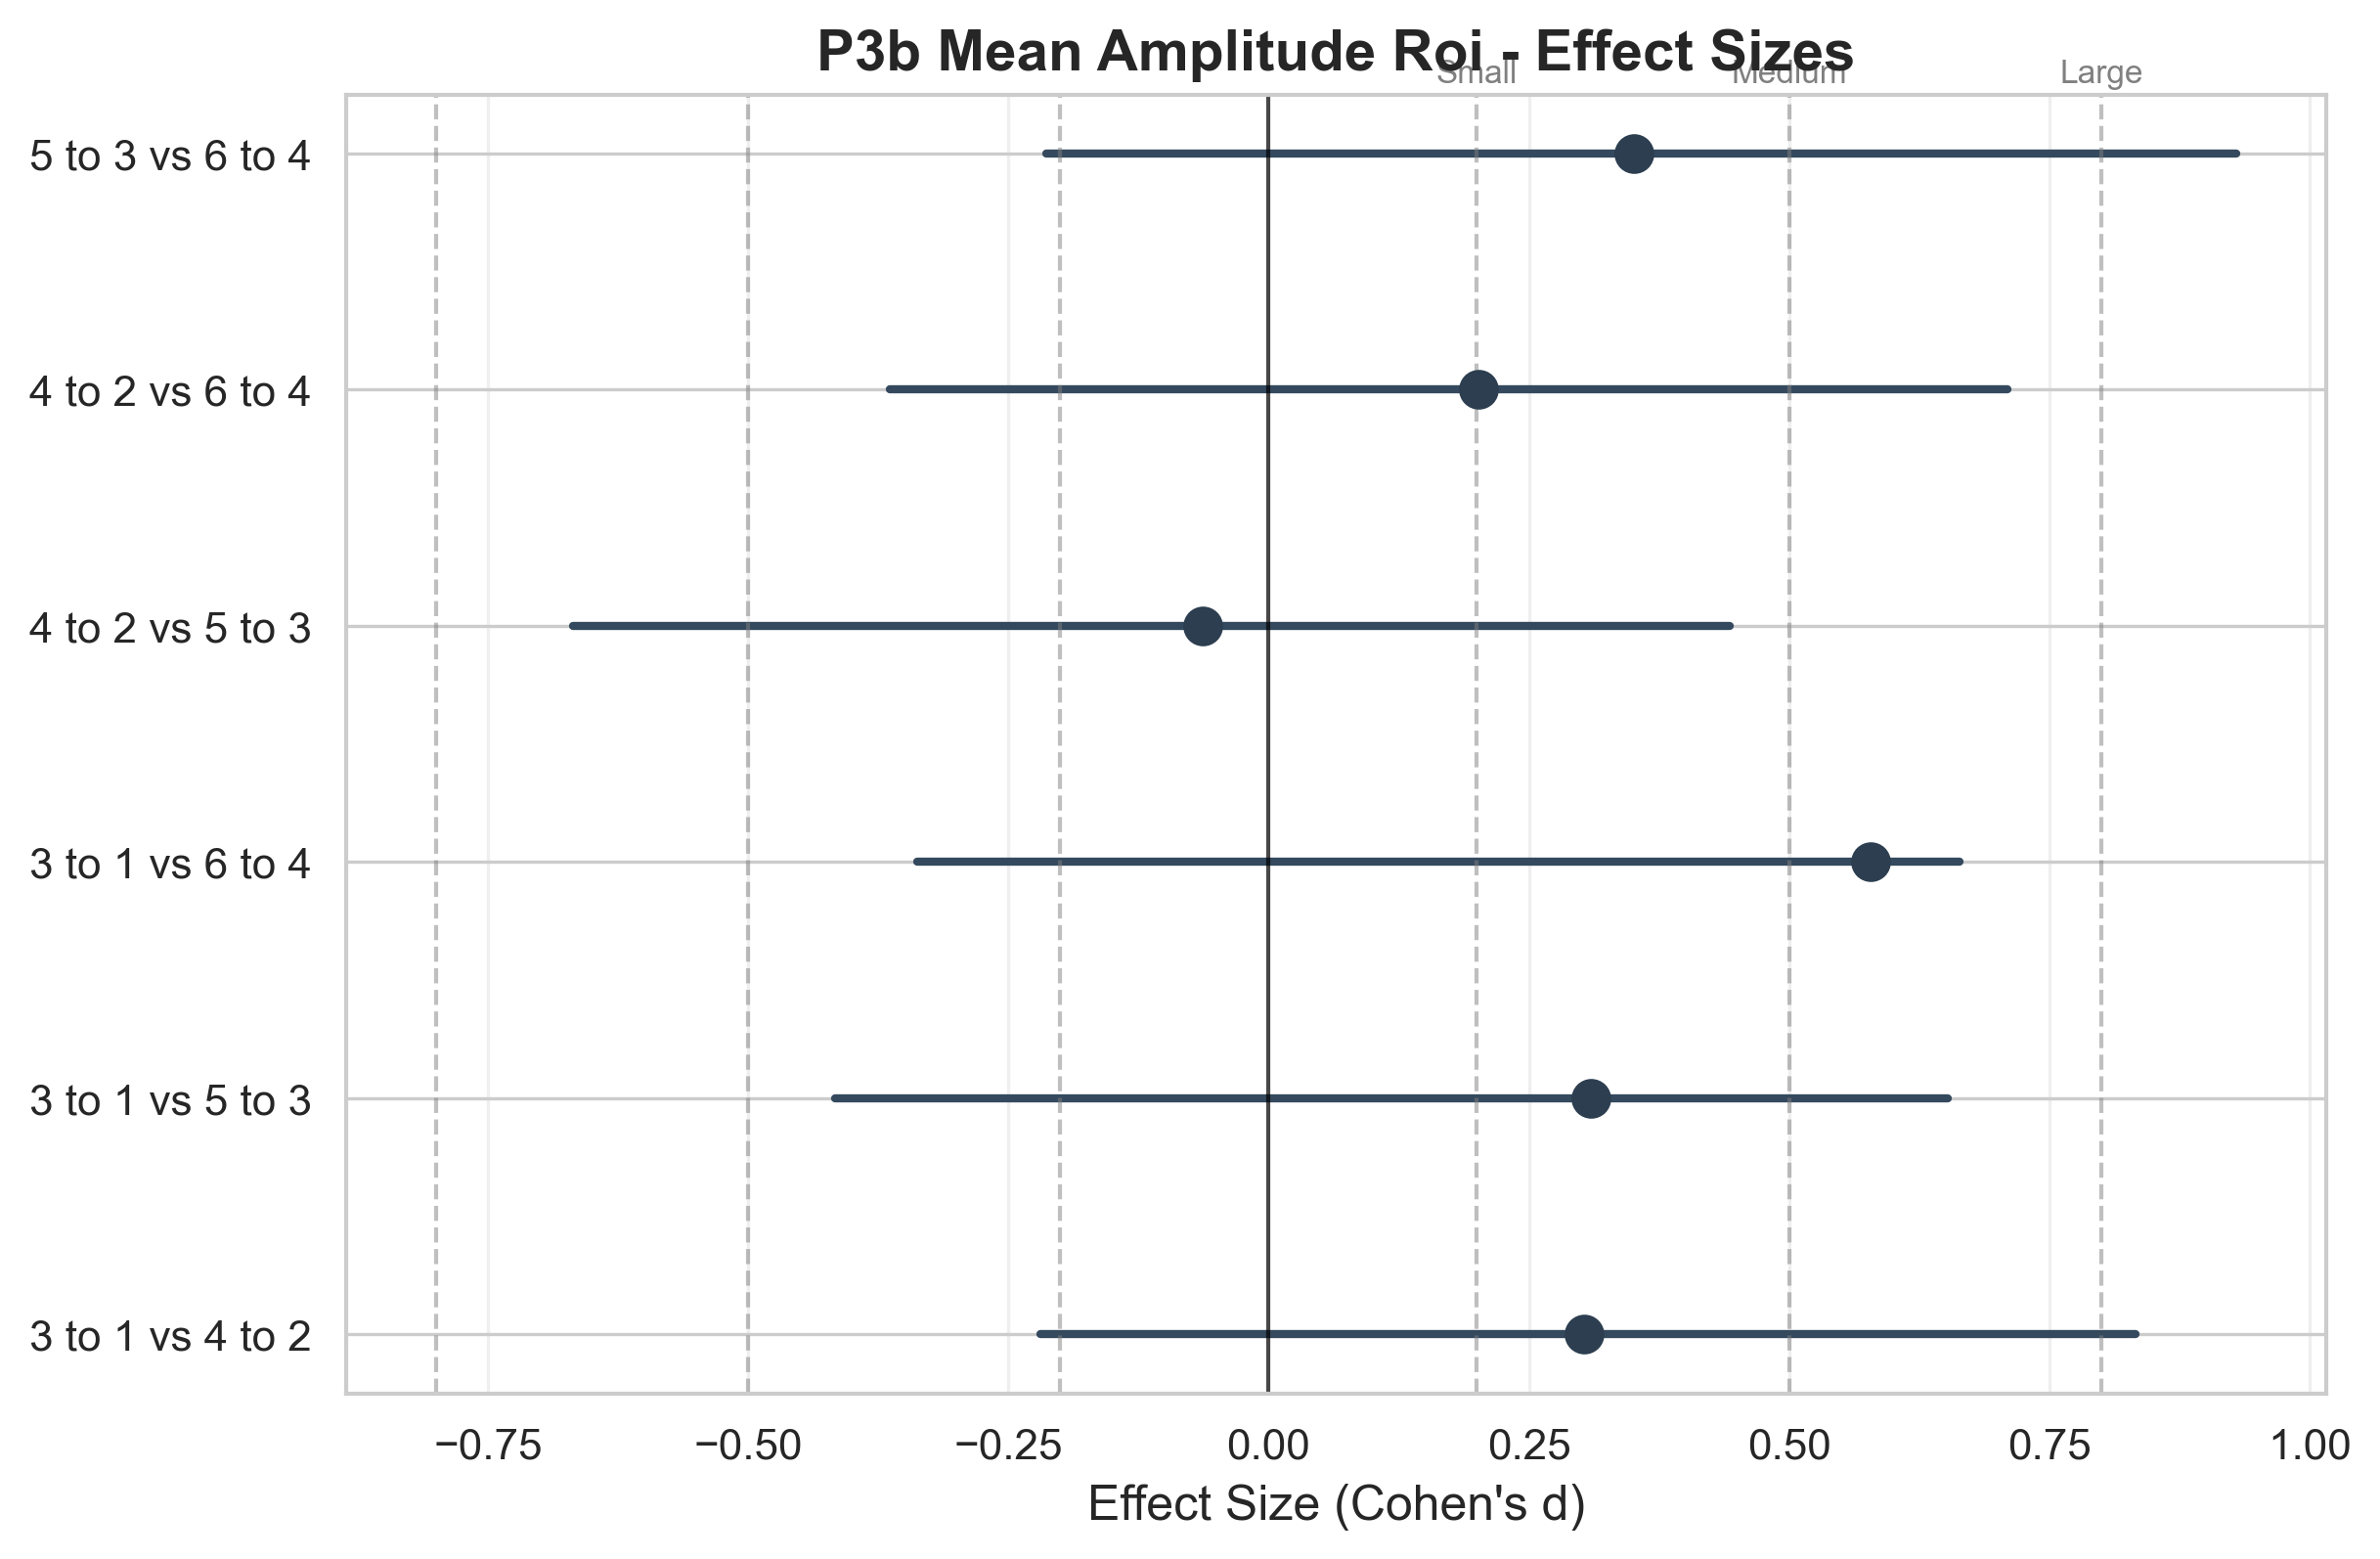 P3b Mean Amplitude Roi - Effect Sizes
Small Medium Large
5 to 3 vs 6 to 4
4 to 2 vs 6 to 4
4 to 2 vs 5 to 3
3 to 1 vs 6 to 4
3 to 1 vs 5 to 3
3 to 1 vs 4 to 2
−0.75 −0.50 −0.25 0.00 0.25 0.50 0.75 1.00
Effect Size (Cohen's d)